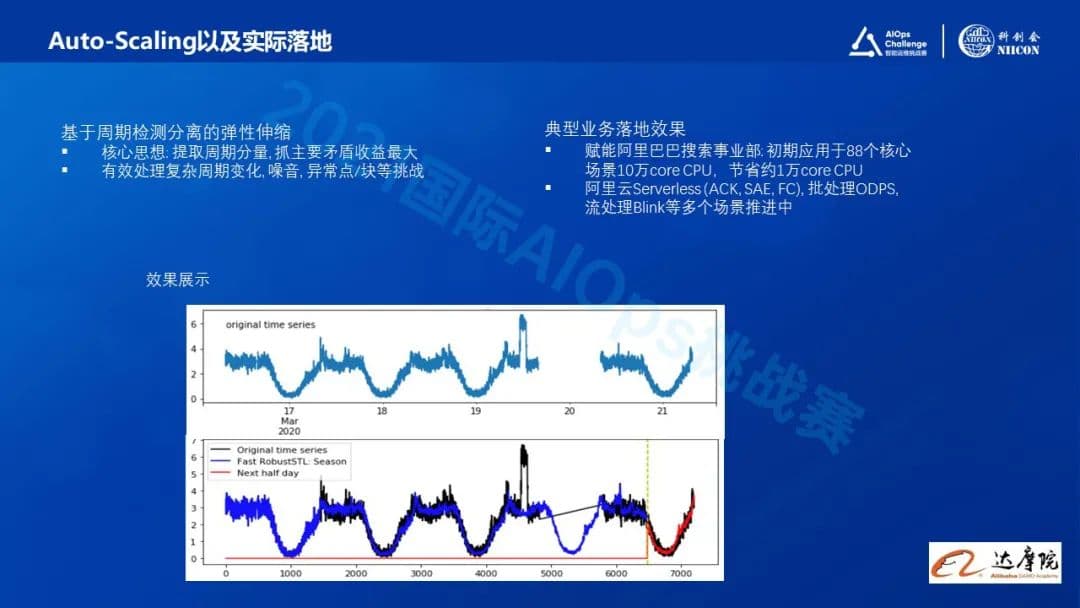 Auto-Scaling以及实际落地
AIOps
Challenge
智能运维挑战赛
NIICON
科创会
NIICON
基于周期检测分离的弹性伸缩
▪ 核心思想: 提取周期分量, 抓主要矛盾收益最大
▪ 有效处理复杂周期变化, 噪音, 异常点/块等挑战
典型业务落地效果
▪ 赋能阿里巴巴搜索事业部: 初期应用于88个核心
场景10万core CPU，节省约1万core CPU
▪ 阿里云Serverless (ACK, SAE, FC), 批处理ODPS,
流处理Blink等多个场景推进中
2021国际AIOps挑战赛
效果展示
original time series
6
4
2
0
17 18 19 20 21
Mar
2020
Original time series
Fast RobustSTL: Season
Next half day
7
6
5
4
3
2
1
0
0 1000 2000 3000 4000 5000 6000 7000
达摩院
Alibaba DAMO Academy